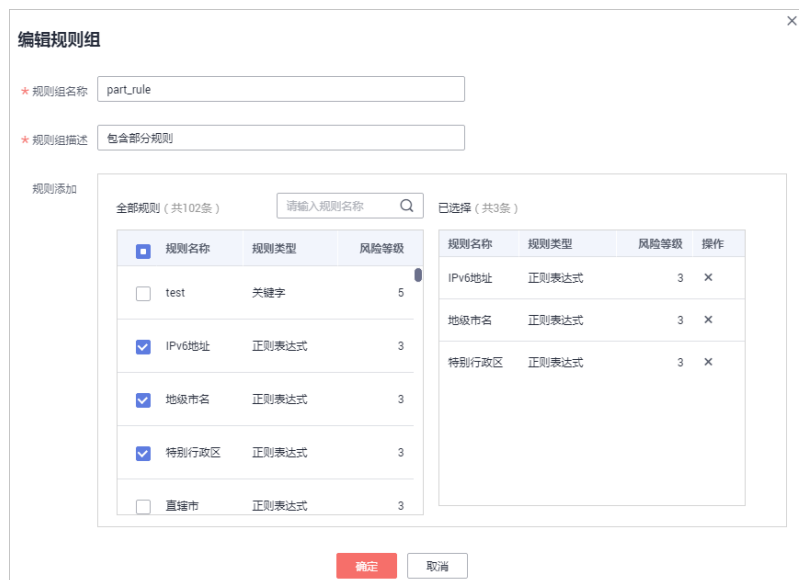 编辑规则组
* 规则组名称 part_rule
* 规则组描述 包含部分规则
规则添加
全部规则 ( 共102条 ) 请输入规则名称
规则名称 规则类型 风险等级
test 关键字 5
IPv6地址 正则表达式 3
地级市名 正则表达式 3
特别行政区 正则表达式 3
直辖市 正则表达式 3
已选择 ( 共3条 )
规则名称 规则类型 风险等级 操作
IPv6地址 正则表达式 3
地级市名 正则表达式 3
特别行政区 正则表达式 3
确定 取消